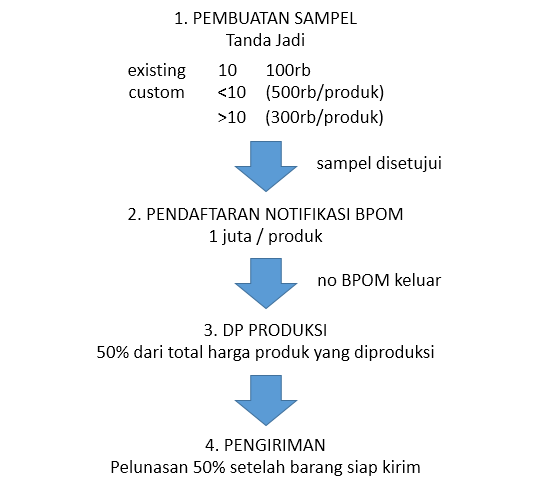 1. PEMBUATAN SAMPEL
Tanda Jadi
existing 10 100rb
custom <10 (500rb/produk)
>10 (300rb/produk)
sampel disetujui
2. PENDAFTARAN NOTIFIKASI BPOM
1 juta / produk
no BPOM keluar
3. DP PRODUKSI
50% dari total harga produk yang diproduksi
4. PENGIRIMAN
Pelunasan 50% setelah barang siap kirim